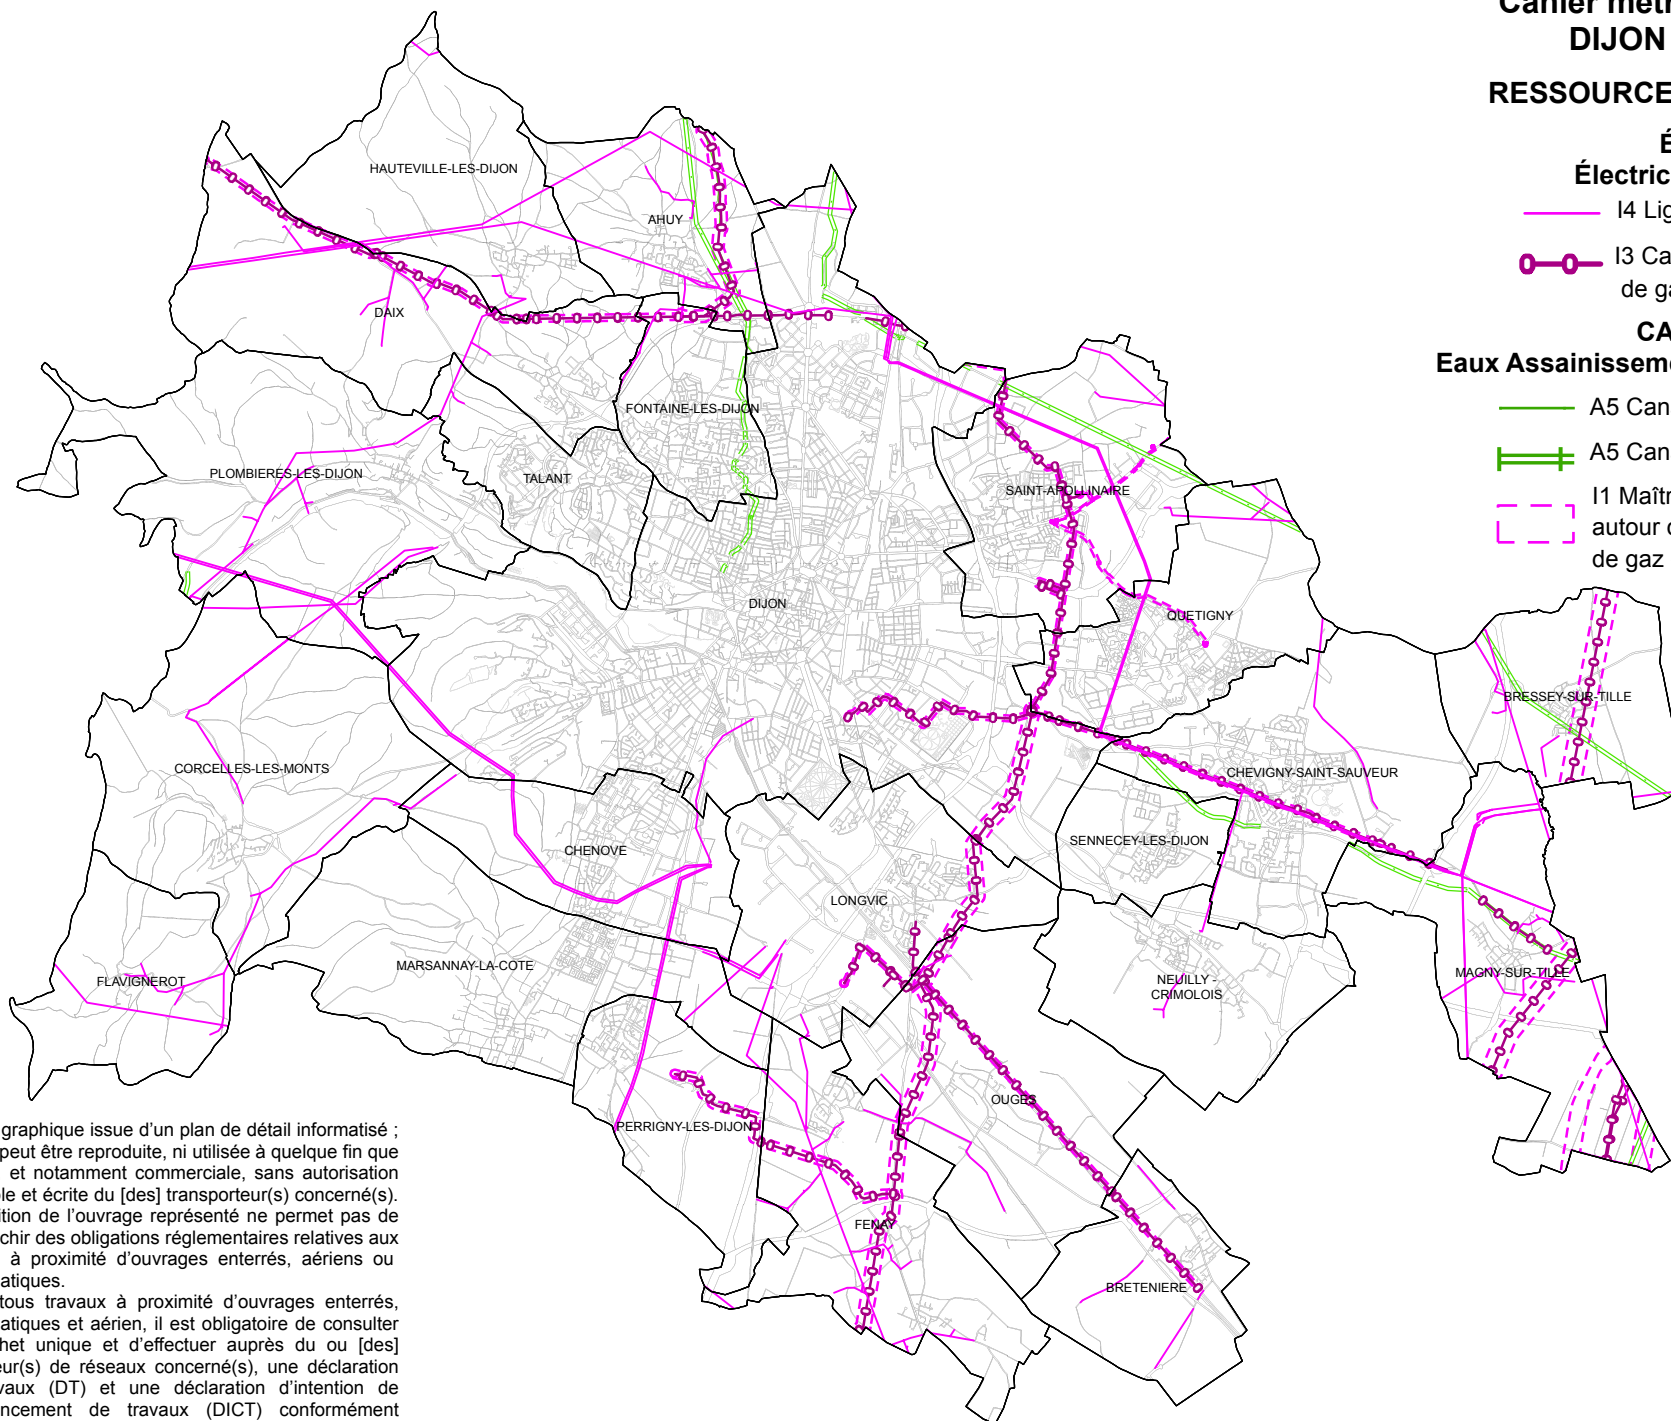 Cahier métr
DIJON
RESSOURCE
É
Électric
I4 Lig
I3 Ca
de ga
CA
Eaux Assainisseme
A5 Can
A5 Can
I1 Maîtr
autour d
de gaz
HAUTEVILLE-LES-DIJON
AHUY
DAIX
FONTAINE-LES-DIJON
PLOMBIERES-LES-DIJON
TALANT
SAINT-APOLLINAIRE
DIJON
QUETIGNY
BRESSEY-SUR-TILLE
CORCELLES-LES-MONTS
CHEVIGNY-SAINT-SAUVEUR
CHENOVE
SENNECEY-LES-DIJON
LONGVIC
MARSANNAY-LA-COTE
FLAVIGNEROT
NEUILLY -
CRIMOLOIS
MAGNY-SUR-TILLE
OUGES
PERRIGNY-LES-DIJON
FENAY
BRETENIERE
graphique issue d'un plan de détail informatisé ;
peut être reproduite, ni utilisée à quelque fin que
et notamment commerciale, sans autorisation
ble et écrite du [des] transporteur(s) concerné(s).
ition de l'ouvrage représenté ne permet pas de
chir des obligations réglementaires relatives aux
à proximité d'ouvrages enterrés, aériens ou
atiques.
tous travaux à proximité d'ouvrages enterrés,
atiques et aérien, il est obligatoire de consulter
het unique et d'effectuer auprès du ou [des]
eur(s) de réseaux concerné(s), une déclaration
vaux (DT) et une déclaration d'intention de
ncement de travaux (DICT) conformément